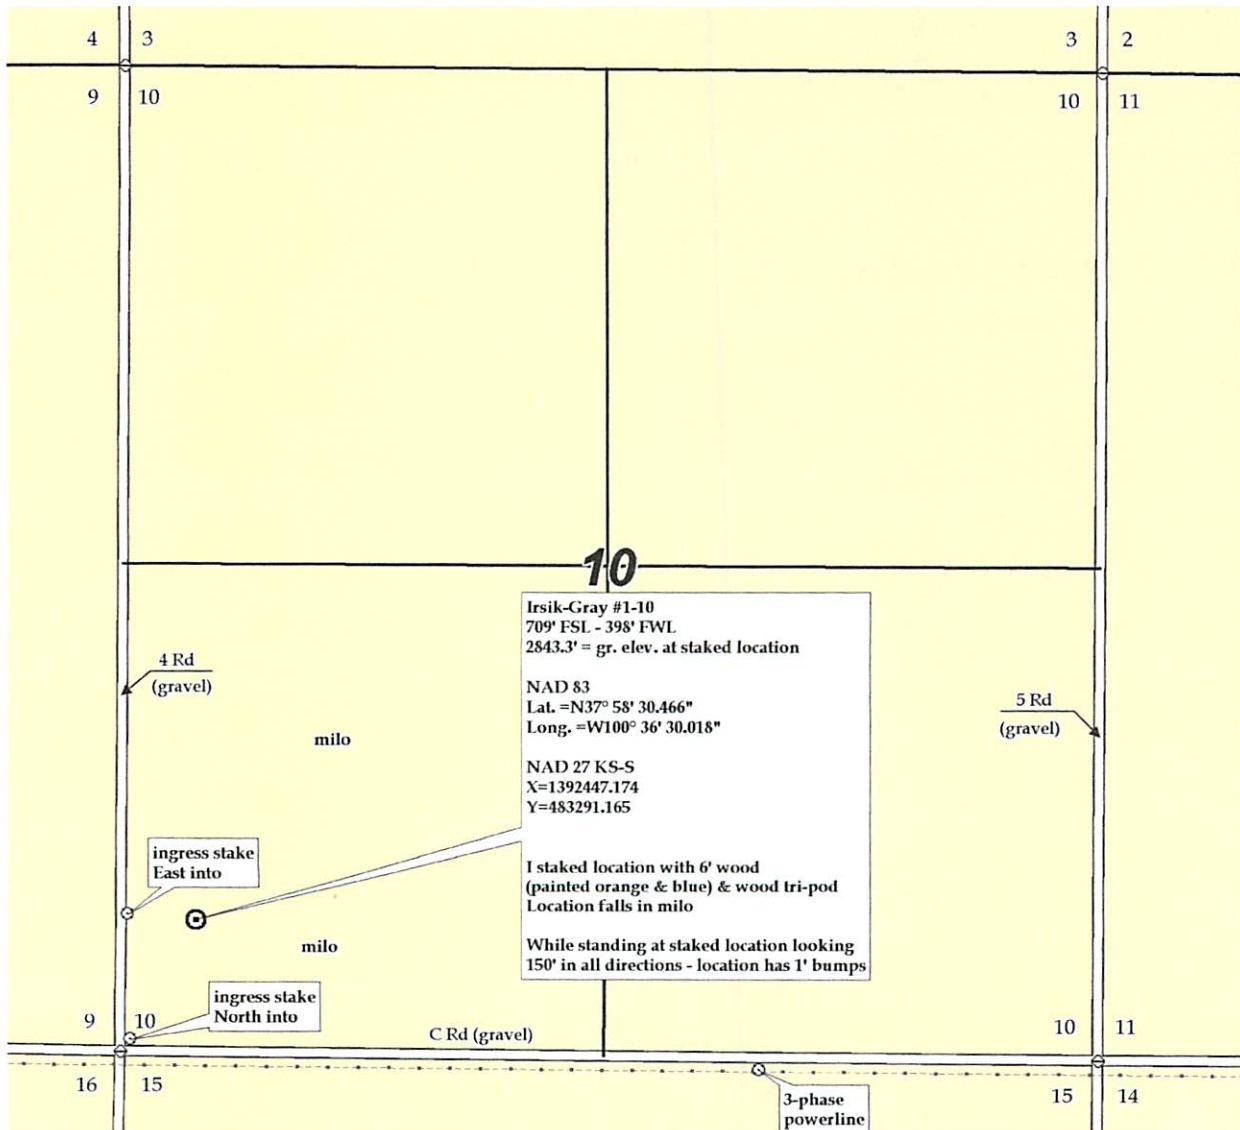 4 3
3 2
9 10
10 11
10
Irsik-Gray #1-10
709' FSL - 398' FWL
2843.3' = gr. elev. at staked location
NAD 83
Lat. =N37° 58' 30.466"
Long. =W100° 36' 30.018"
NAD 27 KS-S
X=1392447.174
Y=483291.165
I staked location with 6' wood
(painted orange & blue) & wood tri-pod
Location falls in milo
While standing at staked location looking
150' in all directions - location has 1' bumps
4 Rd
(gravel)
5 Rd
(gravel)
milo
ingress stake
East into
milo
ingress stake
North into
9 10
C Rd (gravel)
10 11
16 15
15 14
3-phase
powerline